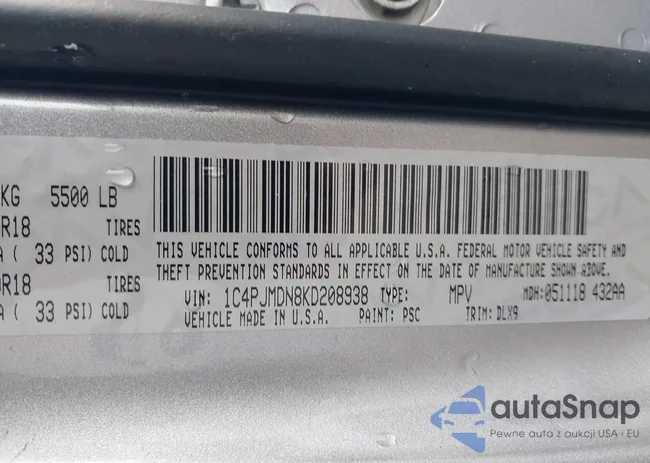 KG 5500 LB
R18 TIRES
( 33 PSI) COLD
R18 TIRES
( 33 PSI) COLD
THIS VEHICLE CONFORMS TO ALL APPLICABLE U.S.A. FEDERAL MOTOR VEHICLE SAFETY AND
THEFT PREVENTION STANDARDS IN EFFECT ON THE DATE OF MANUFACTURE SHOWN ABOVE.
VIN: 1C4PJMDN8KD208938 TYPE: MPV MDH: 051118 432AA
VEHICLE MADE IN U.S.A. PAINT: PSC TRIM: DLX9
autaSnap
Pewne auta z aukcji USA i EU